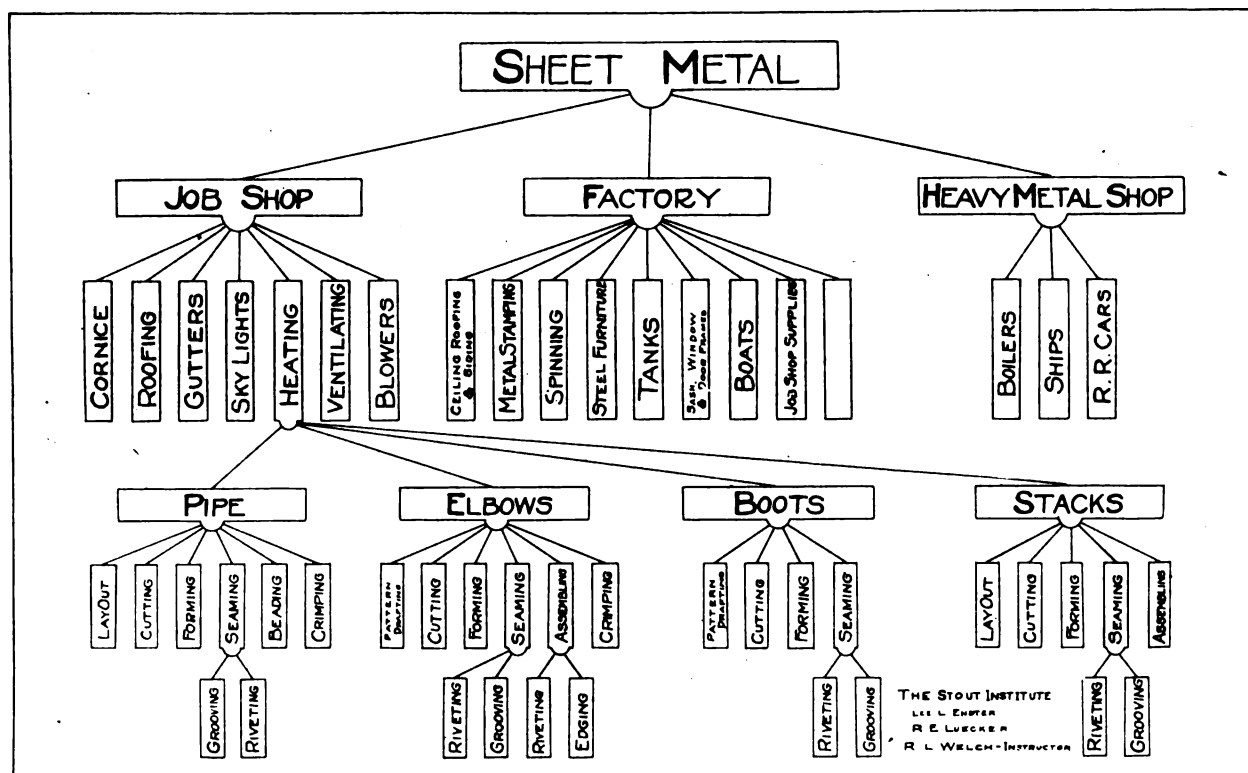 SHEET METAL
JOB SHOP
FACTORY
HEAVY METAL SHOP
CORNICE
ROOFING
GUTTERS
SKY LIGHTS
HEATING
VENTILATING
BLOWERS
CEILING ROOFING
& SIDING
METAL STAMPING
SPINNING
STEEL FURNITURE
TANKS
SASH, WINDOW
& DOOR FRAMES
BOATS
JOB SHOP SUPPLIES
BOILERS
SHIPS
R. R. CARS
PIPE
ELBOWS
BOOTS
STACKS
LAYOUT
CUTTING
FORMING
SEAMING
BEADING
CRIMPING
PATTERN
DRAFTING
CUTTING
FORMING
SEAMING
ASSEMBLING
CRIMPING
PATTERN
DRAFTING
CUTTING
FORMING
SEAMING
LAYOUT
CUTTING
FORMING
SEAMING
ASSEMBLING
GROOVING
RIVETING
RIVETING
GROOVING
RIVETING
EDGING
RIVETING
GROOVING
RIVETING
GROOVING
THE STOUT INSTITUTE
LEE L
R E LUECKER
R L WELCH-INSTRUCTOR